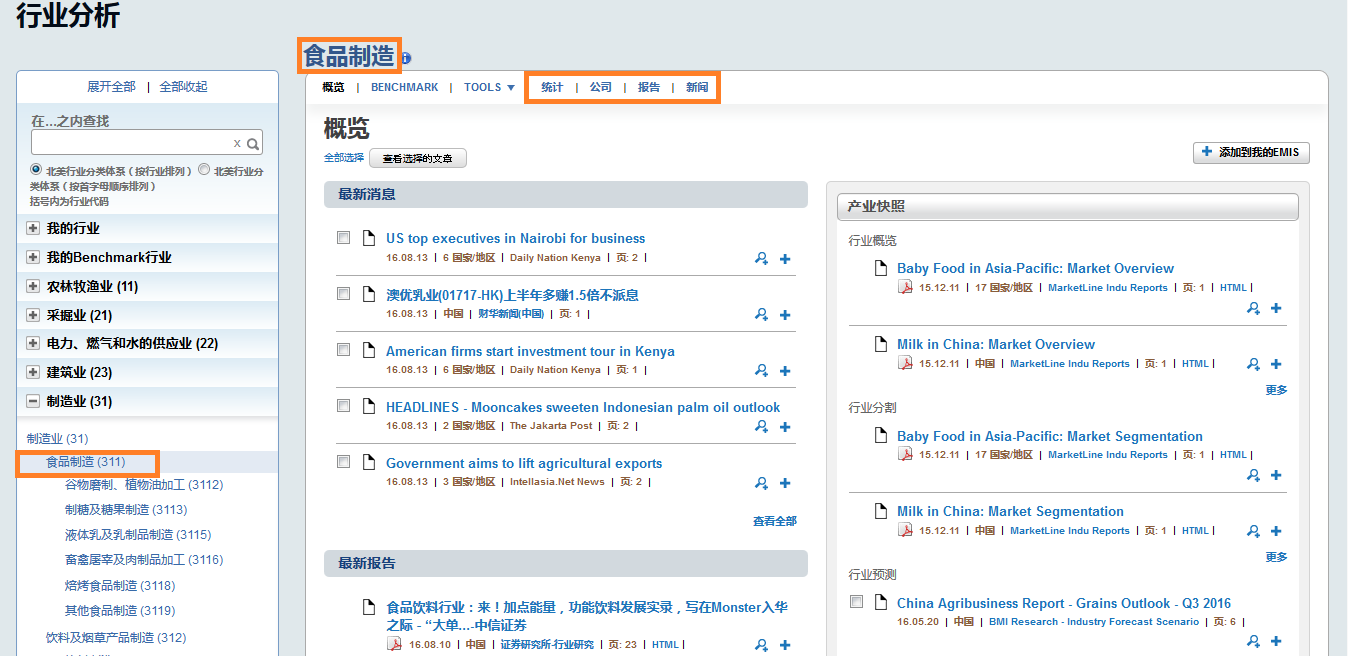 行业分析
展开全部 | 全部收起
在...之内查找
x
北美行业分类体系（按行业排列） 北美行业分
类体系（按首字母顺序排列）
括号内为行业代码
我的行业
我的Benchmark行业
农林牧渔业 (11)
采掘业 (21)
电力、燃气和水的供应业 (22)
建筑业 (23)
制造业 (31)
制造业 (31)
食品制造 (311)
谷物磨制、植物油加工 (3112)
制糖及糖果制造 (3113)
液体乳及乳制品制造 (3115)
畜禽屠宰及肉制品加工 (3116)
焙烤食品制造 (3118)
其他食品制造 (3119)
饮料及烟草产品制造 (312)
食品制造
概览 | BENCHMARK | TOOLS ▼ 统计 | 公司 | 报告 | 新闻
概览
全部选择 查看选择的文章
添加到我的EMIS
最新消息
US top executives in Nairobi for business
16.08.13 | 6 国家/地区 | Daily Nation Kenya | 页: 2 |
澳优乳业(01717-HK)上半年多赚1.5倍不派息
16.08.13 | 中国 | 财华新闻(中国) | 页: 1 |
American firms start investment tour in Kenya
16.08.13 | 6 国家/地区 | Daily Nation Kenya | 页: 1 |
HEADLINES - Mooncakes sweeten Indonesian palm oil outlook
16.08.13 | 2 国家/地区 | The Jakarta Post | 页: 2 |
Government aims to lift agricultural exports
16.08.13 | 3 国家/地区 | Intellasia.Net News | 页: 2 |
查看全部
最新报告
食品饮料行业：来！加点能量，功能饮料发展实录，写在Monster入华
之际 - “大单...-中信证券
16.08.10 | 中国 | 证券研究所-行业研究 | 页: 23 | HTML |
产业快照
行业概览
Baby Food in Asia-Pacific: Market Overview
15.12.11 | 17 国家/地区 | MarketLine Indu Reports | 页: 1 | HTML |
Milk in China: Market Overview
15.12.11 | 中国 | MarketLine Indu Reports | 页: 1 | HTML |
更多
行业分割
Baby Food in Asia-Pacific: Market Segmentation
15.12.11 | 17 国家/地区 | MarketLine Indu Reports | 页: 1 | HTML |
Milk in China: Market Segmentation
15.12.11 | 中国 | MarketLine Indu Reports | 页: 1 | HTML |
更多
行业预测
China Agribusiness Report - Grains Outlook - Q3 2016
16.05.20 | 中国 | BMI Research - Industry Forecast Scenario | 页: 6 |